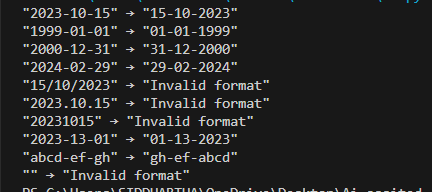 "2023-10-15" → "15-10-2023"
"1999-01-01" → "01-01-1999"
"2000-12-31" → "31-12-2000"
"2024-02-29" → "29-02-2024"
"15/10/2023" → "Invalid format"
"2023.10.15" → "Invalid format"
"20231015" → "Invalid format"
"2023-13-01" → "01-13-2023"
"abcd-ef-gh" → "gh-ef-abcd"
"" → "Invalid format"